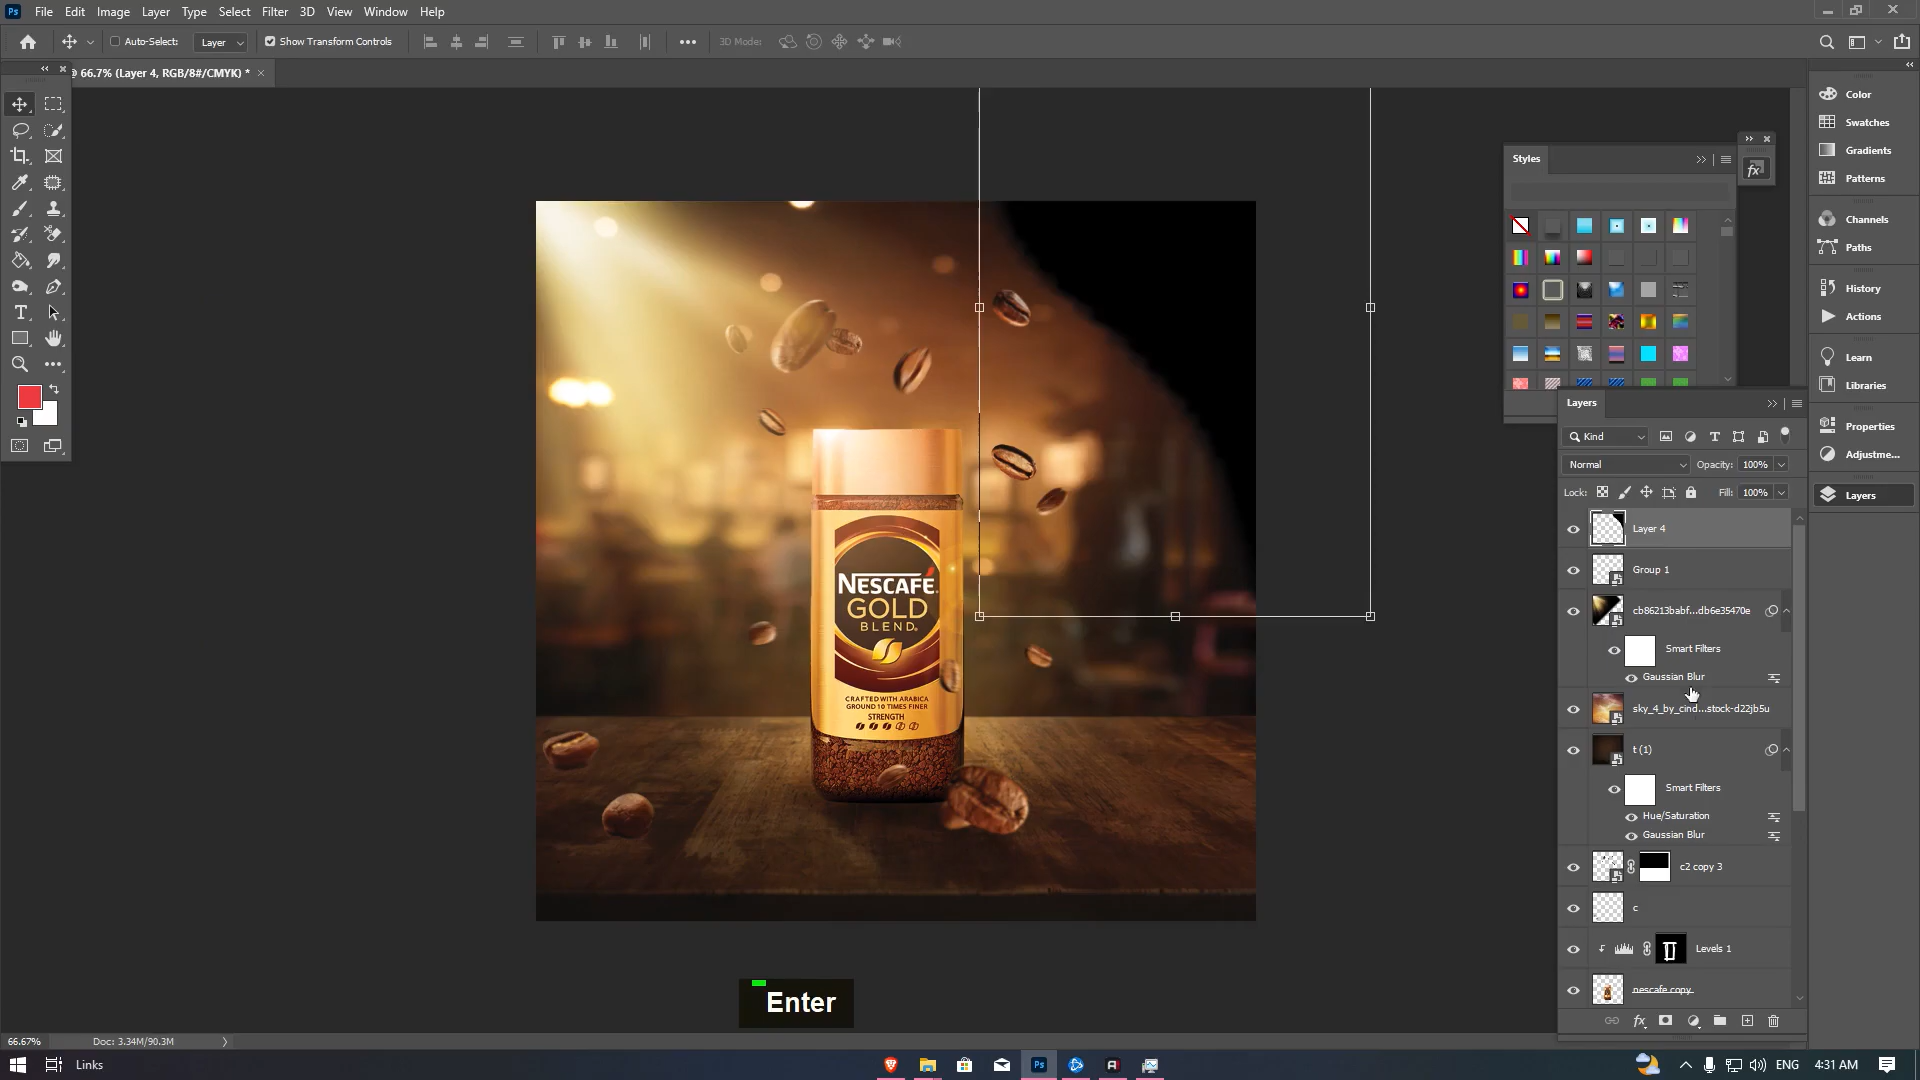 Ps File Edit Image Layer Type Select Filter 3D View Window Help
Auto-Select: Layer Show Transform Controls 3D Mode:
@ 66.7% (Layer 4, RGB/8#/CMYK) *
Color
Swatches
Gradients
Patterns
Channels
Paths
History
Actions
Learn
Libraries
Properties
Adjustme...
Layers
Styles
fx
Layers
Kind
Normal Opacity: 100%
Lock: Fill: 100%
Layer 4
Group 1
cb86213babf...db6e35470e
Smart Filters
Gaussian Blur
sky_4_by_cind...stock-d22jb5u
t (1)
Smart Filters
Hue/Saturation
Gaussian Blur
c2 copy 3
c
Levels 1
nescafe copy
fx
NESCAFÉ
GOLD
BLEND
CRAFTED WITH ARABICA
GROUND 10 TIMES FINER
STRENGTH
Enter
66.67% Doc: 3.34M/90.3M
Links Ps ENG 4:31 AM